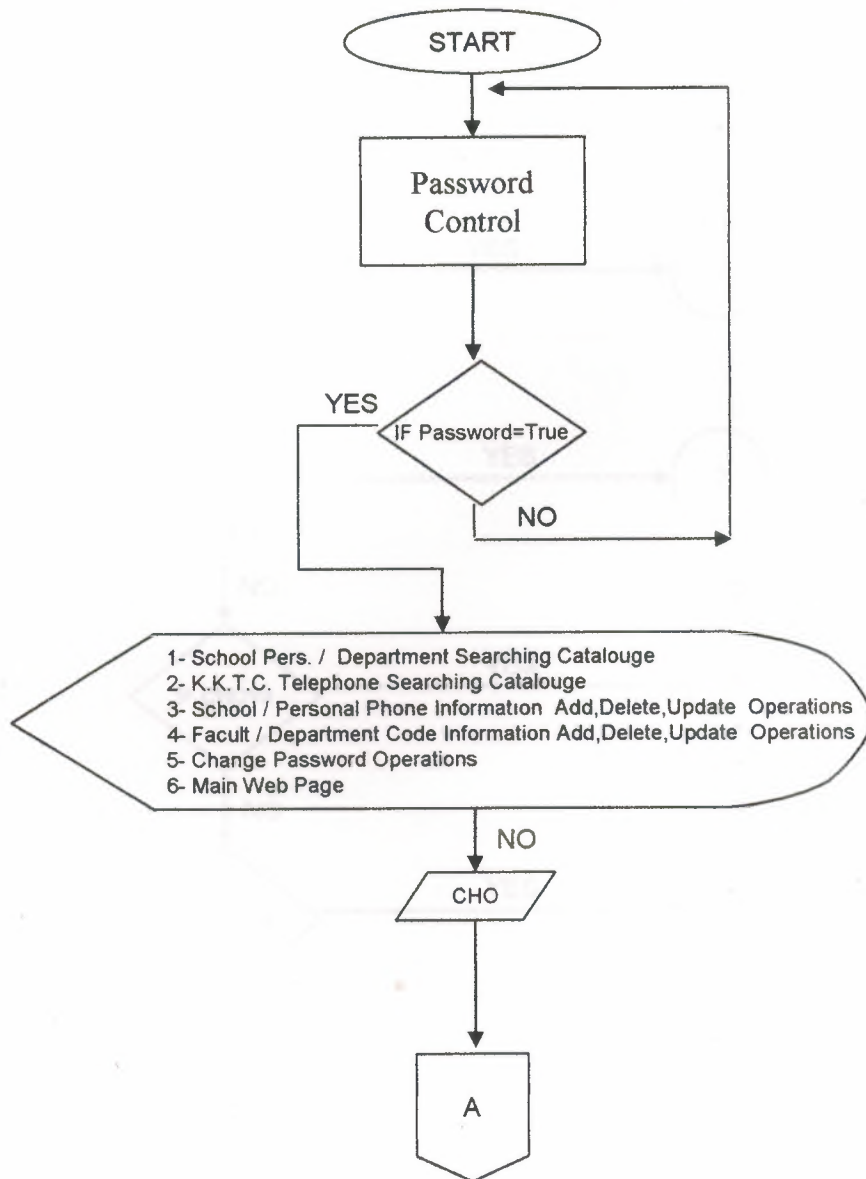 START
Password
Control
YES
IF Password=True
NO
1- School Pers. / Department Searching Catalouge
2- K.K.T.C. Telephone Searching Catalouge
3- School / Personal Phone Information Add,Delete,Update Operations
4- Facult / Department Code Information Add,Delete,Update Operations
5- Change Password Operations
6- Main Web Page
NO
CHO
A